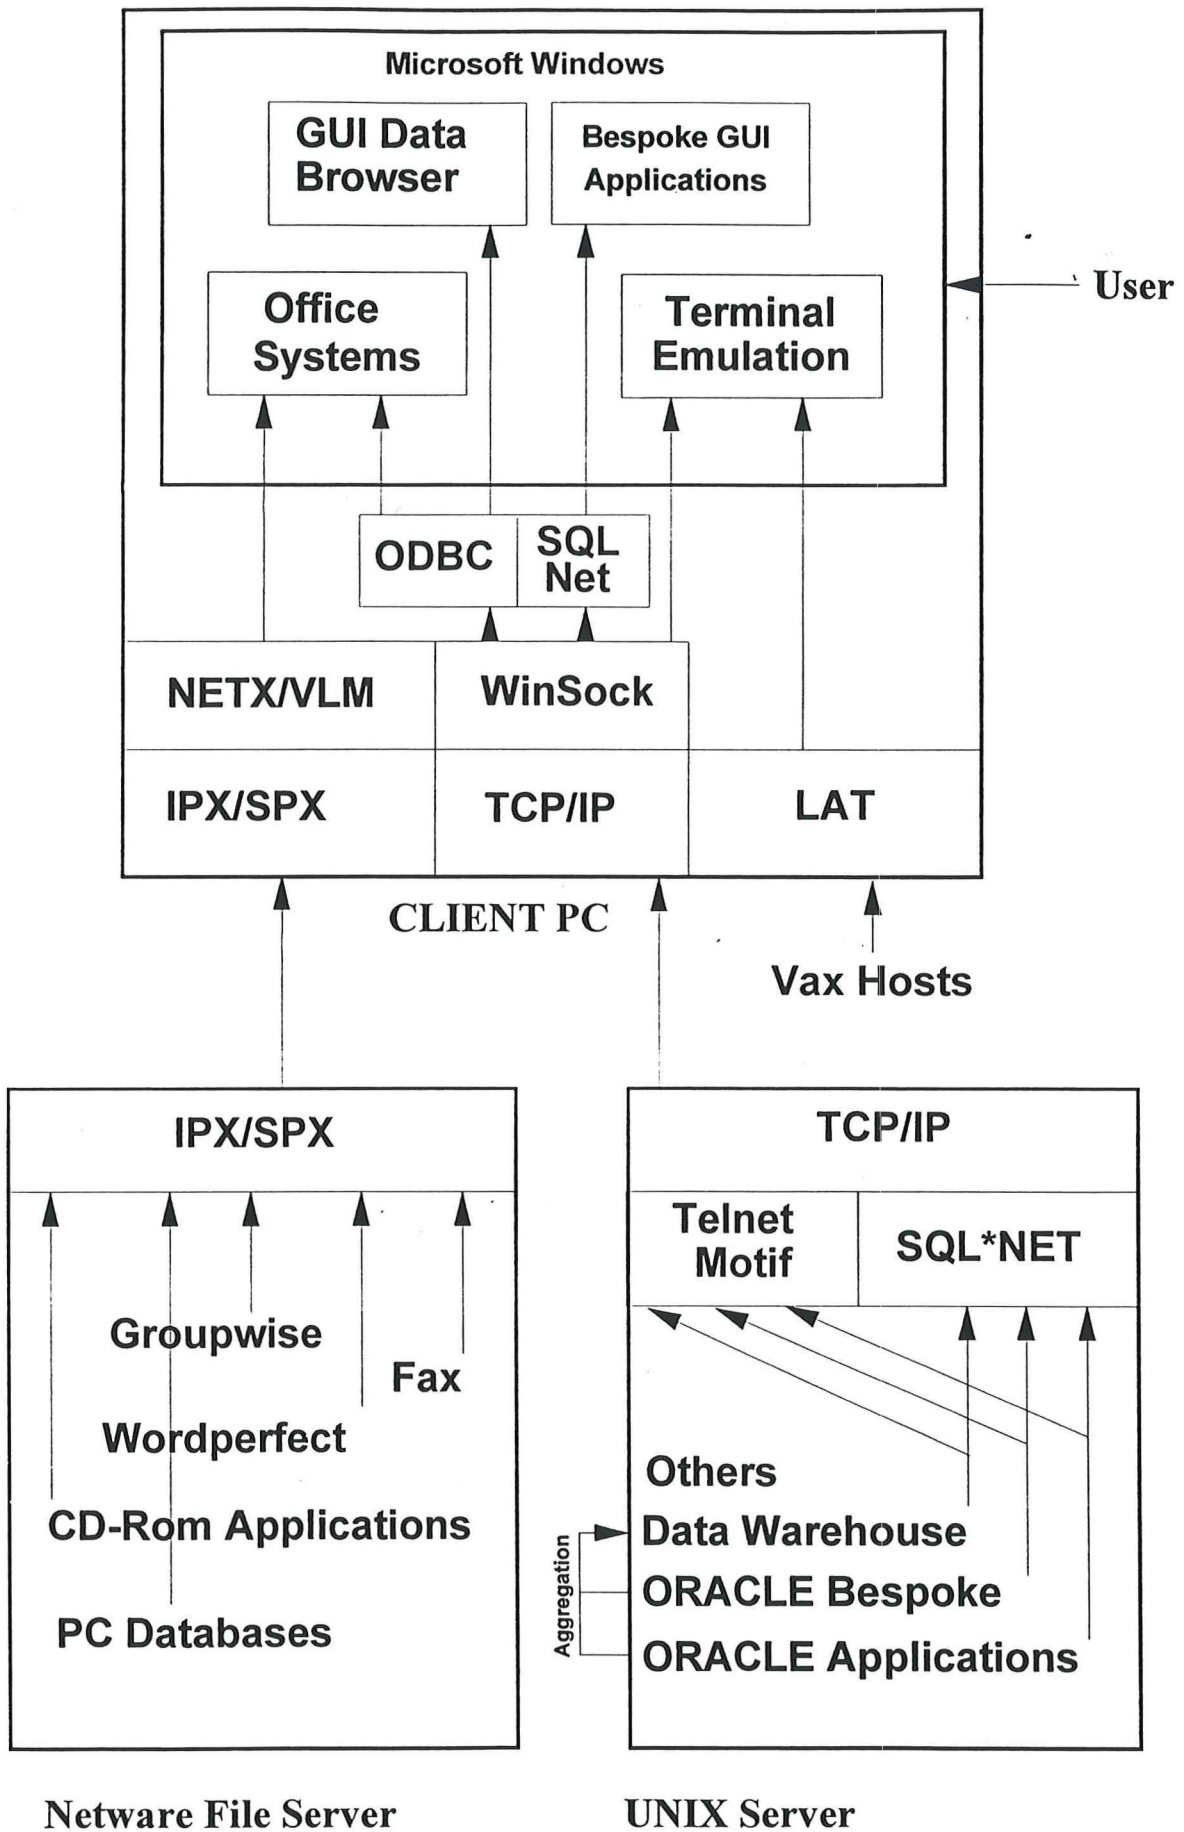 Microsoft Windows
GUI Data
Browser
Bespoke GUI
Applications
User
Office
Systems
Terminal
Emulation
ODBC
SQL
Net
NETX/VLM
WinSock
IPX/SPX
TCP/IP
LAT
CLIENT PC
Vax Hosts
IPX/SPX
Groupwise
Fax
Wordperfect
CD-Rom Applications
PC Databases
Netware File Server
TCP/IP
Telnet
Motif
SQL*NET
Others
Data Warehouse
ORACLE Bespoke
ORACLE Applications
Aggregation
UNIX Server